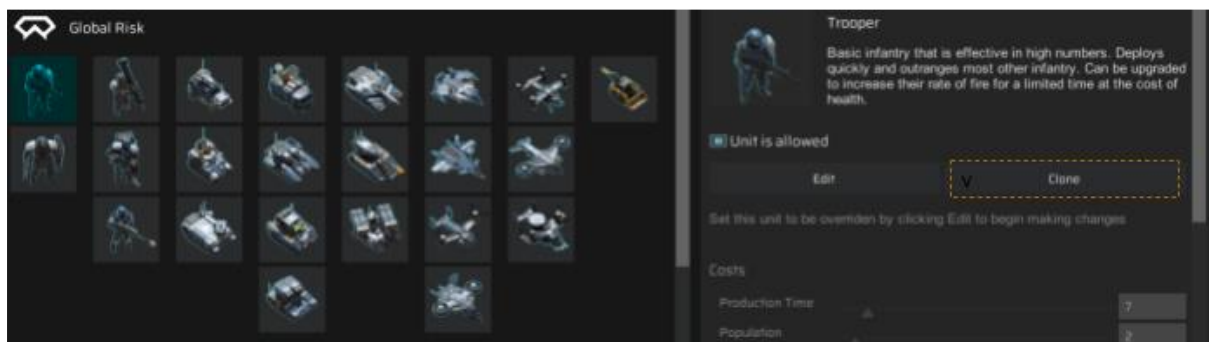 Global Risk
Trooper
Basic infantry that is effective in high numbers. Deploys
quickly and outranges most other infantry. Can be upgraded
to increase their rate of fire for a limited time at the cost of
health.
Unit is allowed
Edit
V Clone
Set this unit to be overriden by clicking Edit to begin making changes
Costs
Production Time 7
Population 2